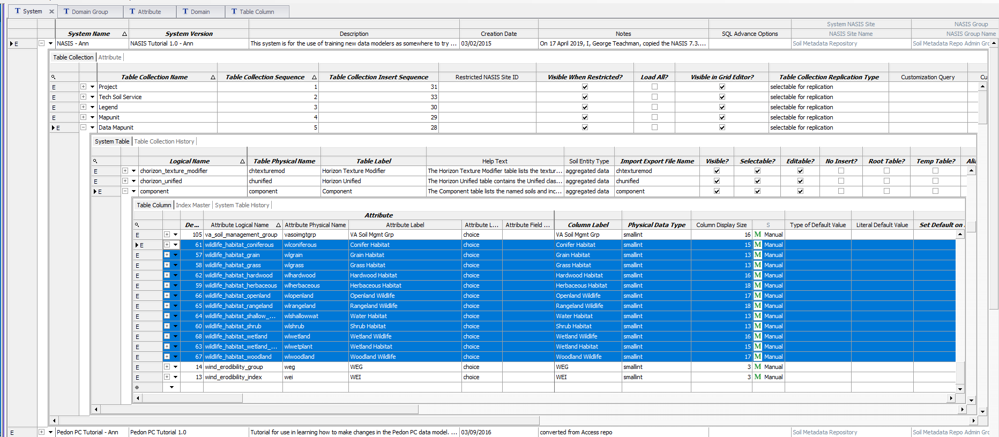 System Domain Group Attribute Domain Table Column
System NASIS Site NASIS Group
System Name System Version Description Creation Date Notes SQL Advance Options NASIS Site Name NASIS Group Name
E NASIS - Ann NASIS Tutorial 1.0 - Ann This system is for the use of training new data modelers as somewhere to try ... 03/02/2015 On 17 April 2019, I, George Teachman, copied the NASIS 7.3.... Soil Metadata Repository Soil Metadata Repo Admin Grc
Table Collection Attribute
Table Collection Name Table Collection Sequence Table Collection Insert Sequence Restricted NASIS Site ID Visible When Restricted? Load All? Visible in Grid Editor? Table Collection Replication Type Customization Query Cu
E Project 1 31 selectable for replication
E Tech Soil Service 2 33 selectable for replication
E Legend 3 30 selectable for replication
E Mapunit 4 29 selectable for replication
E Data Mapunit 5 28 selectable for replication
System Table Table Collection History
Logical Name Table Physical Name Table Label Help Text Soil Entity Type Import Export File Name Visible? Selectable? Editable? No Insert? Root Table? Temp Table? Alia
E chorizon_texture_modifier chtexturemod Horizon Texture Modifier The Horizon Texture Modifier table lists the textur... aggregated data chtexturemod
E chorizon_unified chunified Horizon Unified The Horizon Unified table contains the Unified clas... aggregated data chunified
E component component Component The Component table lists the named soils and inc... aggregated data component
Table Column Index Master System Table History
Attribute
De... Attribute Logical Name Attribute Physical Name Attribute Label Attribute L... Attribute Field ... Column Label Physical Data Type Column Display Size S Type of Default Value Literal Default Value Set Default on
E 105 va_soil_management_group vasoimgtgrp VA Soil Mgmt Grp choice VA Soil Mgmt Grp smallint 16 M Manual
E 61 wildlife_habitat_coniferous wlconiferous Conifer Habitat choice Conifer Habitat smallint 15 M Manual
E 57 wildlife_habitat_grain wlgrain Grain Habitat choice Grain Habitat smallint 13 M Manual
E 58 wildlife_habitat_grass wlgrass Grass Habitat choice Grass Habitat smallint 13 M Manual
E 62 wildlife_habitat_hardwood wlhardwood Hardwood Habitat choice Hardwood Habitat smallint 16 M Manual
E 59 wildlife_habitat_herbaceous wlherbaceous Herbaceous Habitat choice Herbaceous Habitat smallint 18 M Manual
E 66 wildlife_habitat_openland wlopenland Openland Wildlife choice Openland Wildlife smallint 17 M Manual
E 65 wildlife_habitat_rangeland wlrangeland Rangeland Wildlife choice Rangeland Wildlife smallint 18 M Manual
E 64 wildlife_habitat_shallow_... wlshallowwat Water Habitat choice Water Habitat smallint 13 M Manual
E 60 wildlife_habitat_shrub wlshrub Shrub Habitat choice Shrub Habitat smallint 13 M Manual
E 68 wildlife_habitat_wetland wlwetland Wetland Wildlife choice Wetland Wildlife smallint 16 M Manual
E 63 wildlife_habitat_wetland_... wlwetplant Wetland Habitat choice Wetland Habitat smallint 15 M Manual
E 67 wildlife_habitat_woodland wlwoodland Woodland Wildlife choice Woodland Wildlife smallint 17 M Manual
E 14 wind_erodibility_group weg WEG choice WEG smallint 3 M Manual
E 13 wind_erodibility_index wei WEI choice WEI smallint 3 M Manual
E Pedon PC Tutorial - Ann Pedon PC Tutorial 1.0 Tutorial for use in learning how to make changes in the Pedon PC data model. ... 03/09/2016 converted from Access repo Soil Metadata Repository Soil Metadata Repo Admin Grc